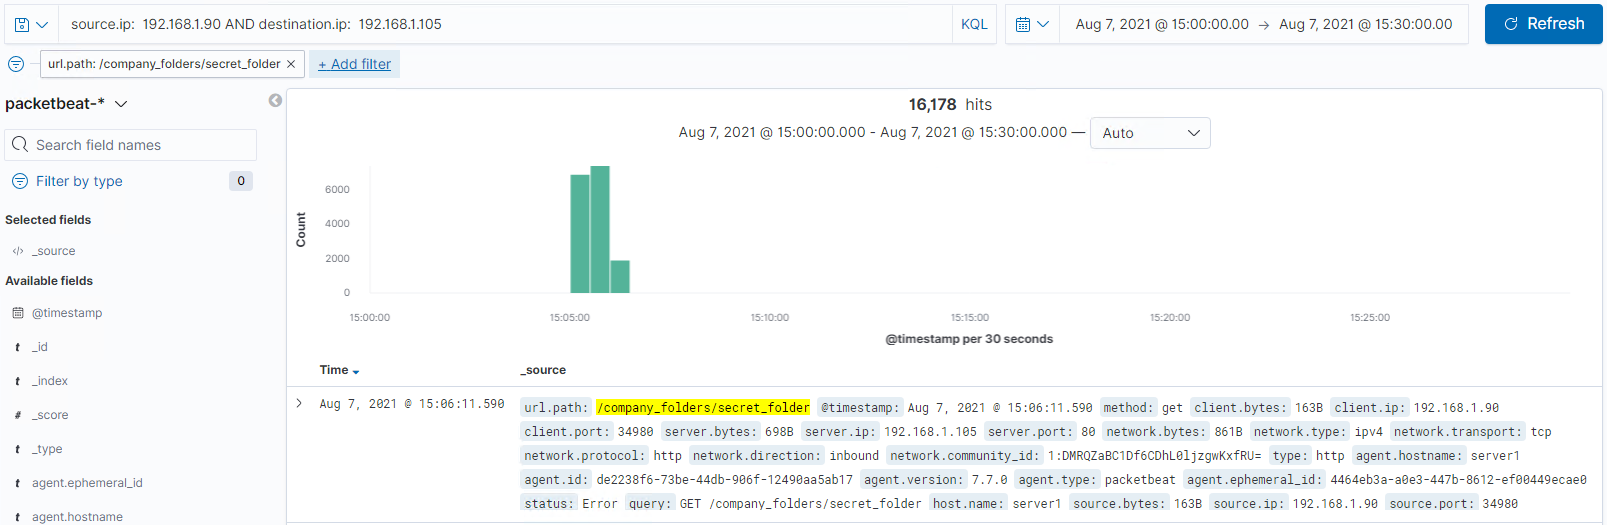 source.ip: 192.168.1.90 AND destination.ip: 192.168.1.105 KQL Aug 7, 2021 @ 15:00:00.00 → Aug 7, 2021 @ 15:30:00.00 Refresh
url.path: /company_folders/secret_folder × + Add filter
packetbeat-*
Search field names
Filter by type 0
Selected fields
</> _source
Available fields
@timestamp
t _id
t _index
# _score
t _type
t agent.ephemeral_id
t agent.hostname
16,178 hits
Aug 7, 2021 @ 15:00:00.000 - Aug 7, 2021 @ 15:30:00.000 — Auto
Count
6000
4000
2000
0
15:00:00 15:05:00 15:10:00 15:15:00 15:20:00 15:25:00
@timestamp per 30 seconds
Time _source
Aug 7, 2021 @ 15:06:11.590 url.path: /company_folders/secret_folder @timestamp: Aug 7, 2021 @ 15:06:11.590 method: get client.bytes: 163B client.ip: 192.168.1.90
client.port: 34980 server.bytes: 698B server.ip: 192.168.1.105 server.port: 80 network.bytes: 861B network.type: ipv4 network.transport: tcp
network.protocol: http network.direction: inbound network.community_id: 1:DMRQZaBC1Df6CDhL0ljzgwKxfRU= type: http agent.hostname: server1
agent.id: de2238f6-73be-44db-906f-12490aa5ab17 agent.version: 7.7.0 agent.type: packetbeat agent.ephemeral_id: 4464eb3a-a0e3-447b-8612-ef00449ecae0
status: Error query: GET /company_folders/secret_folder host.name: server1 source.bytes: 163B source.ip: 192.168.1.90 source.port: 34980